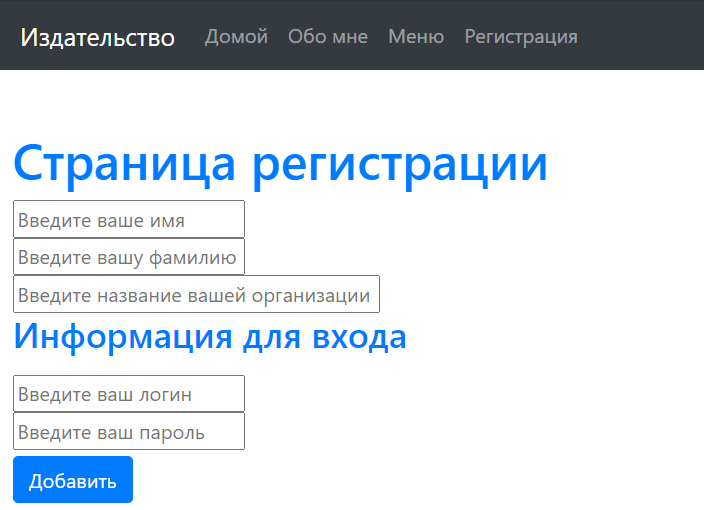 Издательство Домой Обо мне Меню Регистрация
Страница регистрации
Введите ваше имя
Введите вашу фамилию
Введите название вашей организации
Информация для входа
Введите ваш логин
Введите ваш пароль
Добавить